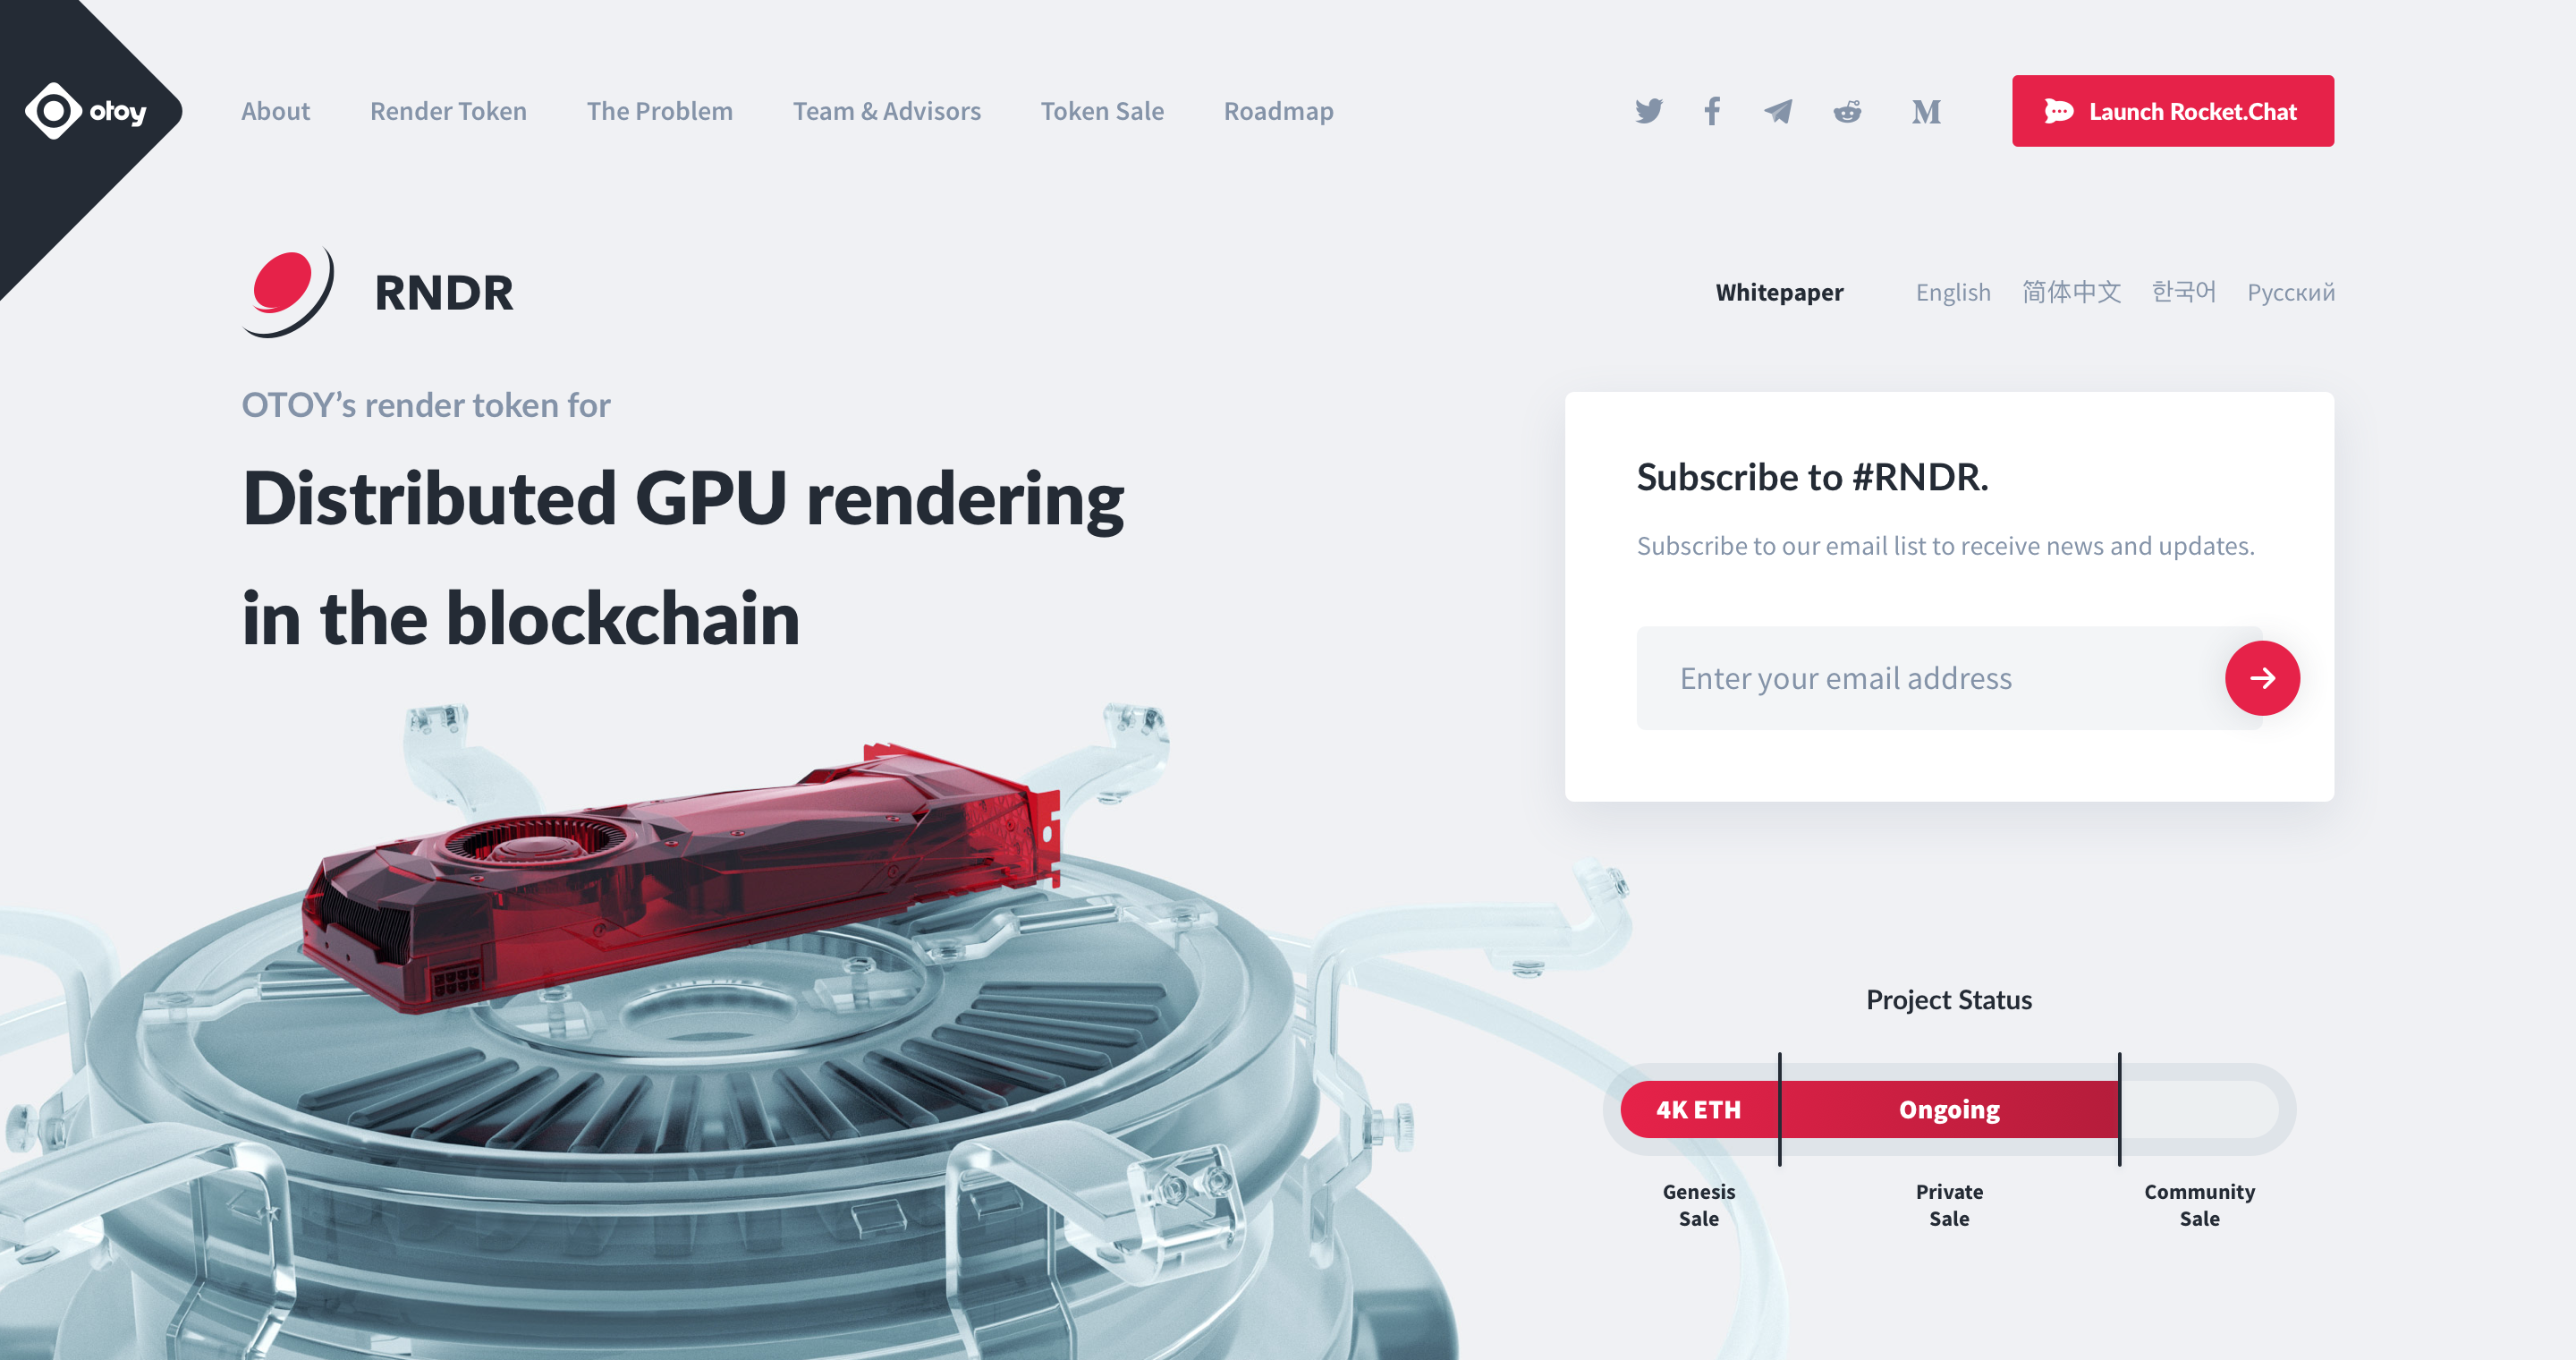 otoy
About
Render Token
The Problem
Team & Advisors
Token Sale
Roadmap
Launch Rocket.Chat
RNDR
Whitepaper
English
简体中文
한국어
Русский
OTOY’s render token for
Distributed GPU rendering
in the blockchain
Subscribe to #RNDR.
Subscribe to our email list to receive news and updates.
Enter your email address
Project Status
4K ETH
Ongoing
Genesis
Sale
Private
Sale
Community
Sale